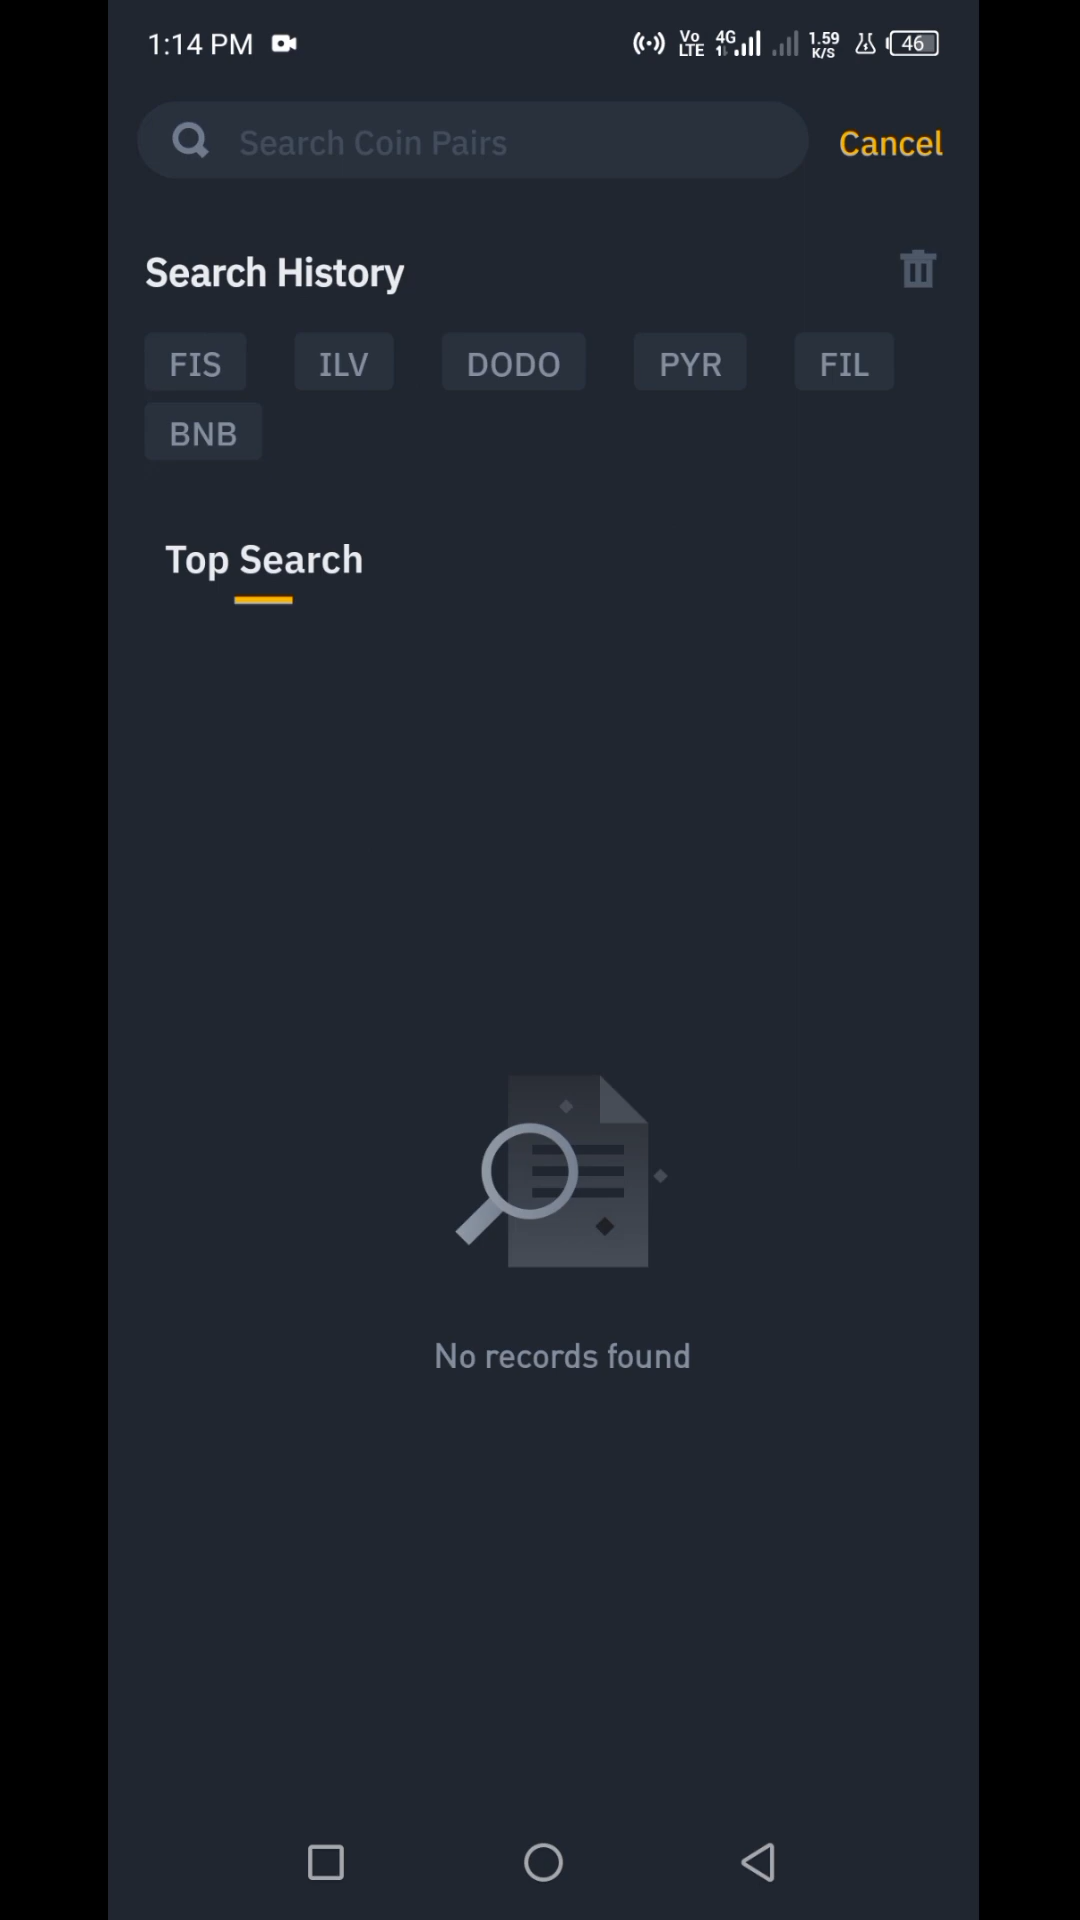 1:14 PM Vo LTE 4G 1.59 K/S 46
Search Coin Pairs Cancel
Search History
FIS ILV DODO PYR FIL
BNB
Top Search
No records found